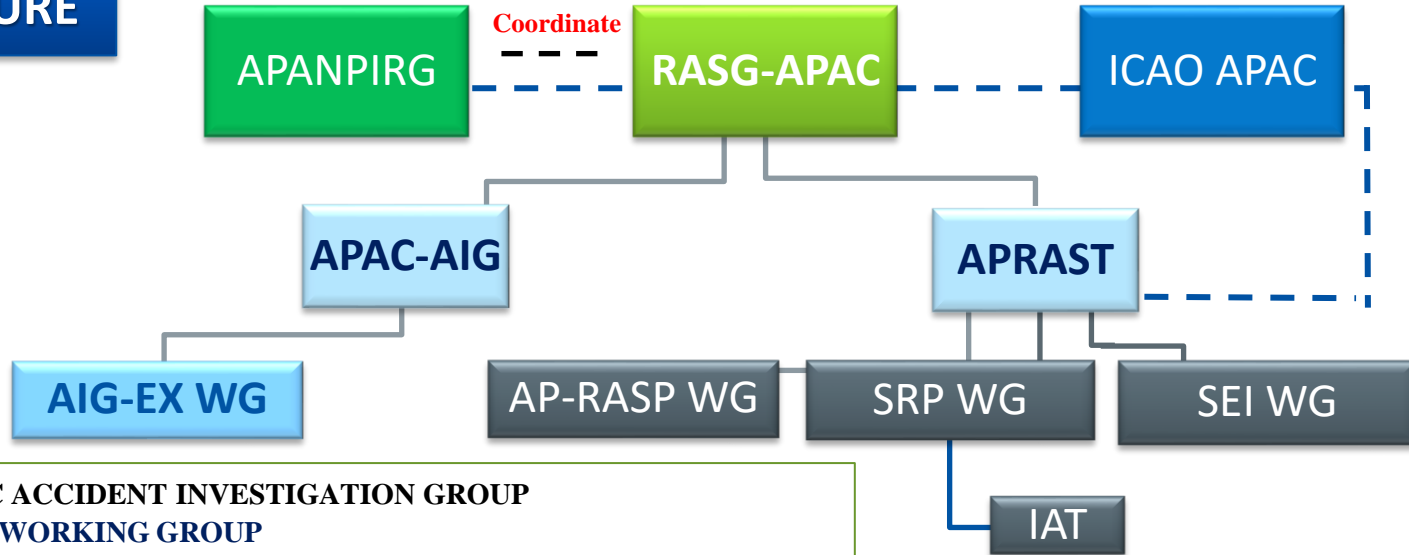 URE
Coordinate
APANPIRG
RASG-APAC
ICAO APAC
APAC-AIG
APRAST
AIG-EX WG
AP-RASP WG
SRP WG
SEI WG
IAT
ACCIDENT INVESTIGATION GROUP
WORKING GROUP